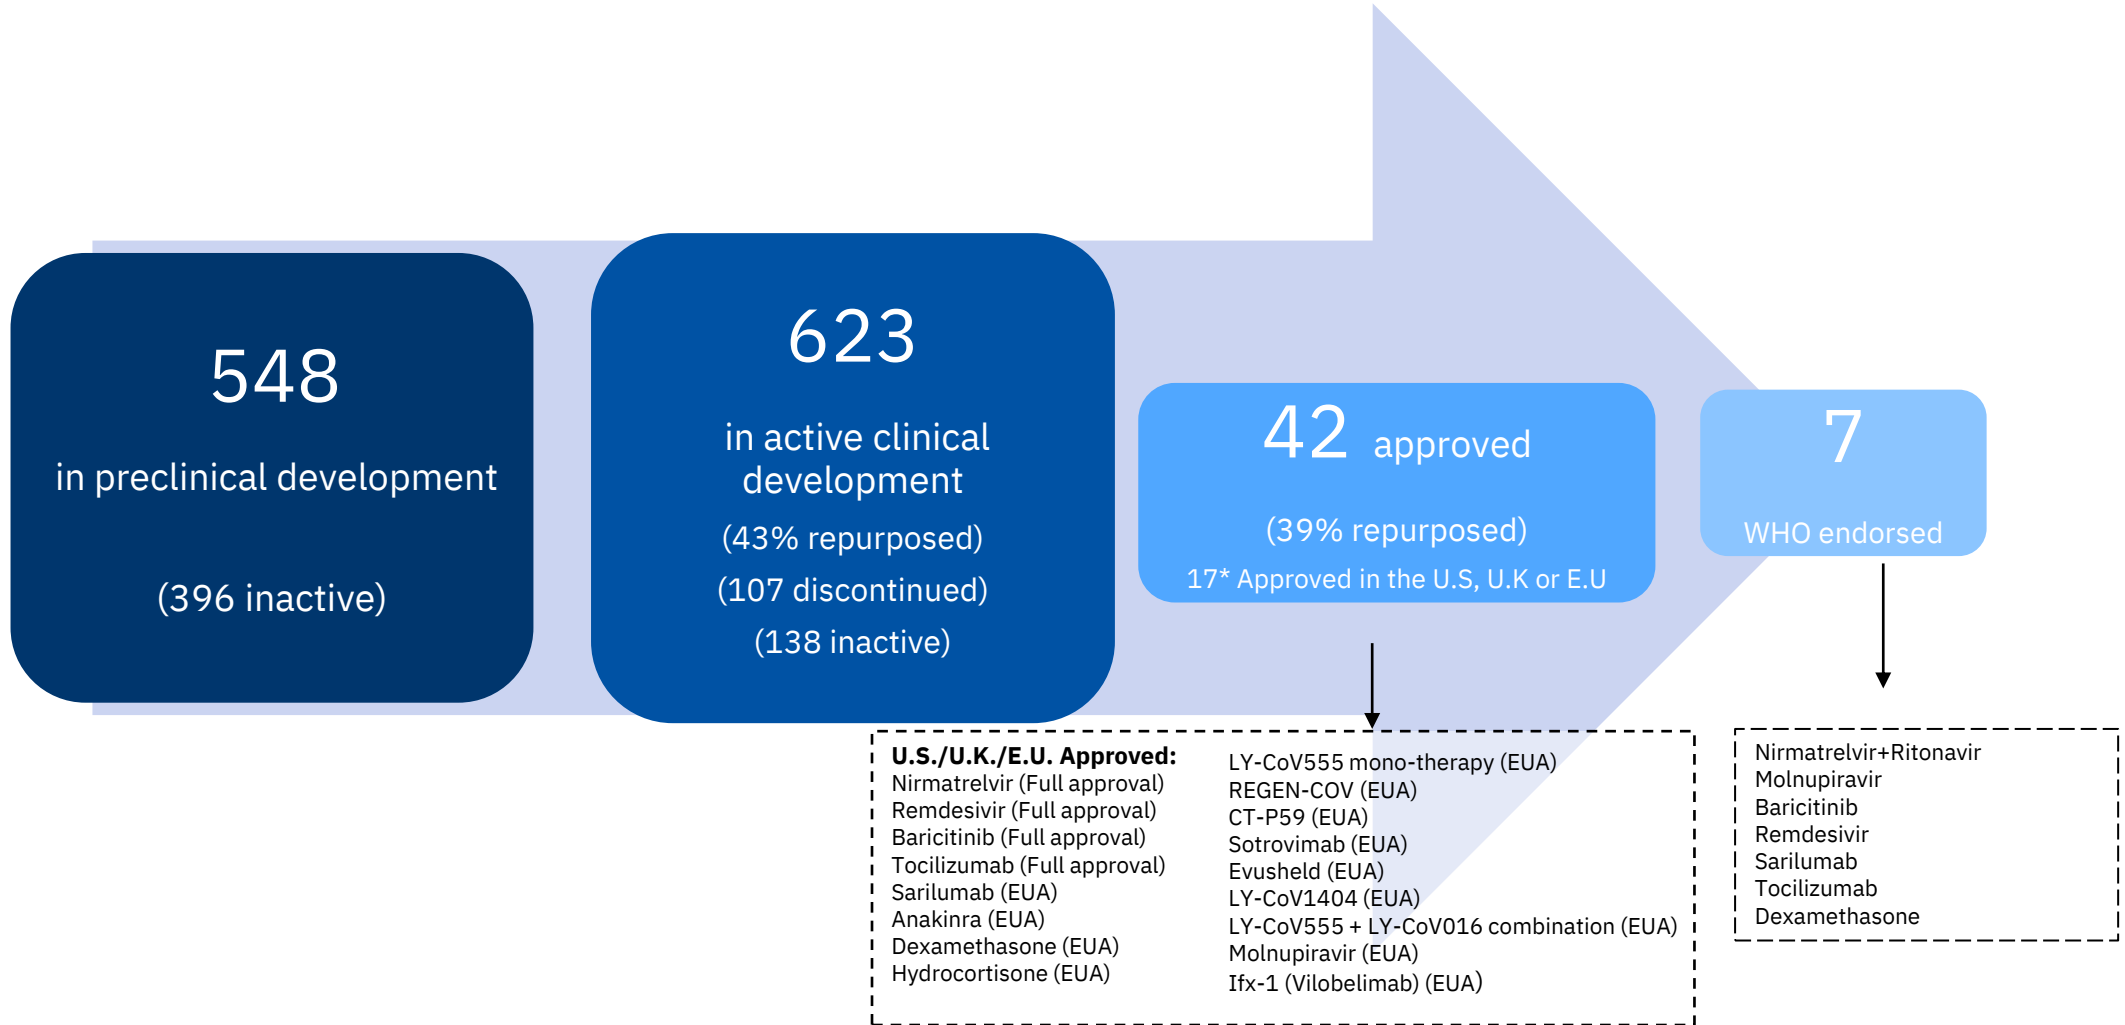 548
in preclinical development
(396 inactive)
623
in active clinical
development
(43% repurposed)
(107 discontinued)
(138 inactive)
42 approved
(39% repurposed)
17* Approved in the U.S, U.K or E.U
7
WHO endorsed
U.S./U.K./E.U. Approved:
Nirmatrelvir (Full approval)
Remdesivir (Full approval)
Baricitinib (Full approval)
Tocilizumab (Full approval)
Sarilumab (EUA)
Anakinra (EUA)
Dexamethasone (EUA)
Hydrocortisone (EUA)
LY-CoV555 mono-therapy (EUA)
REGEN-COV (EUA)
CT-P59 (EUA)
Sotrovimab (EUA)
Evusheld (EUA)
LY-CoV1404 (EUA)
LY-CoV555 + LY-CoV016 combination (EUA)
Molnupiravir (EUA)
Ifx-1 (Vilobelimab) (EUA)
Nirmatrelvir+Ritonavir
Molnupiravir
Baricitinib
Remdesivir
Sarilumab
Tocilizumab
Dexamethasone